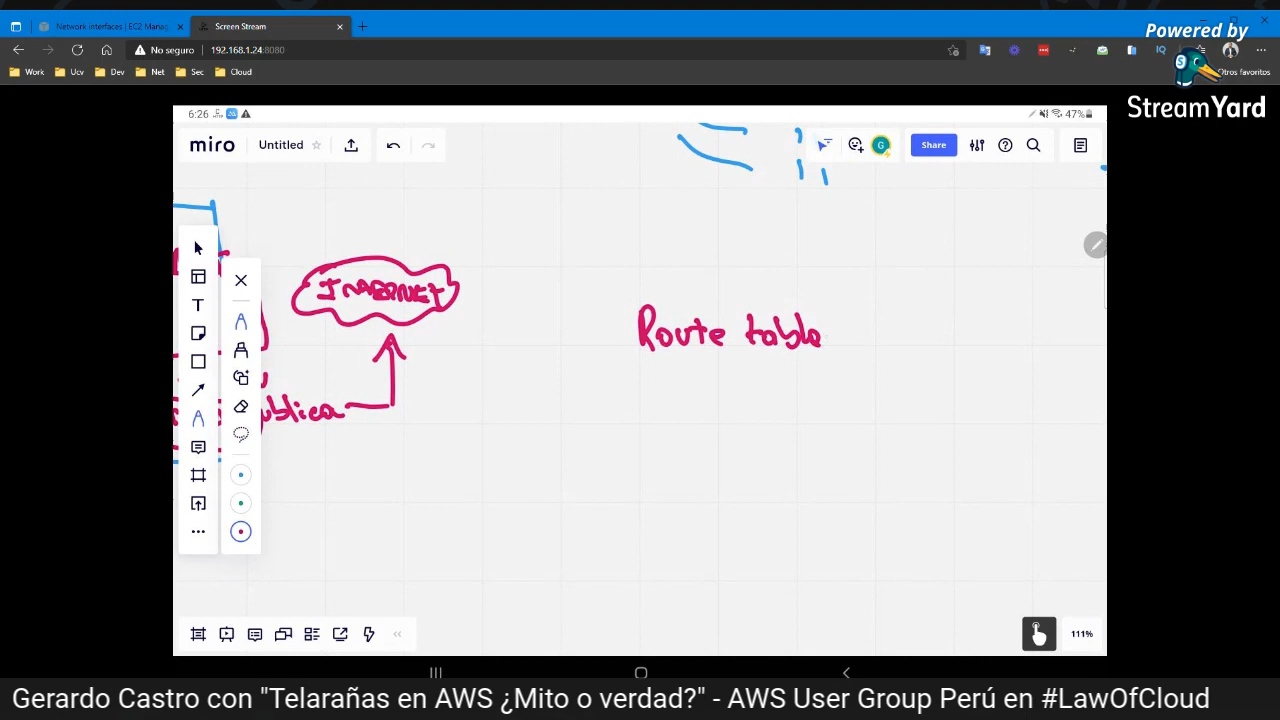 Network interfaces | EC2 Manag
Screen Stream
Powered by
No seguro
192.168.1.24:8080
Work
Ucv
Dev
Net
Sec
Cloud
Otros favoritos
StreamYard
6:26
47%
miro
Untitled
G
Share
INTERNET
Route table
ublica
111%
Gerardo Castro con "Telarañas en AWS ¿Mito o verdad?" - AWS User Group Perú en #LawOfCloud